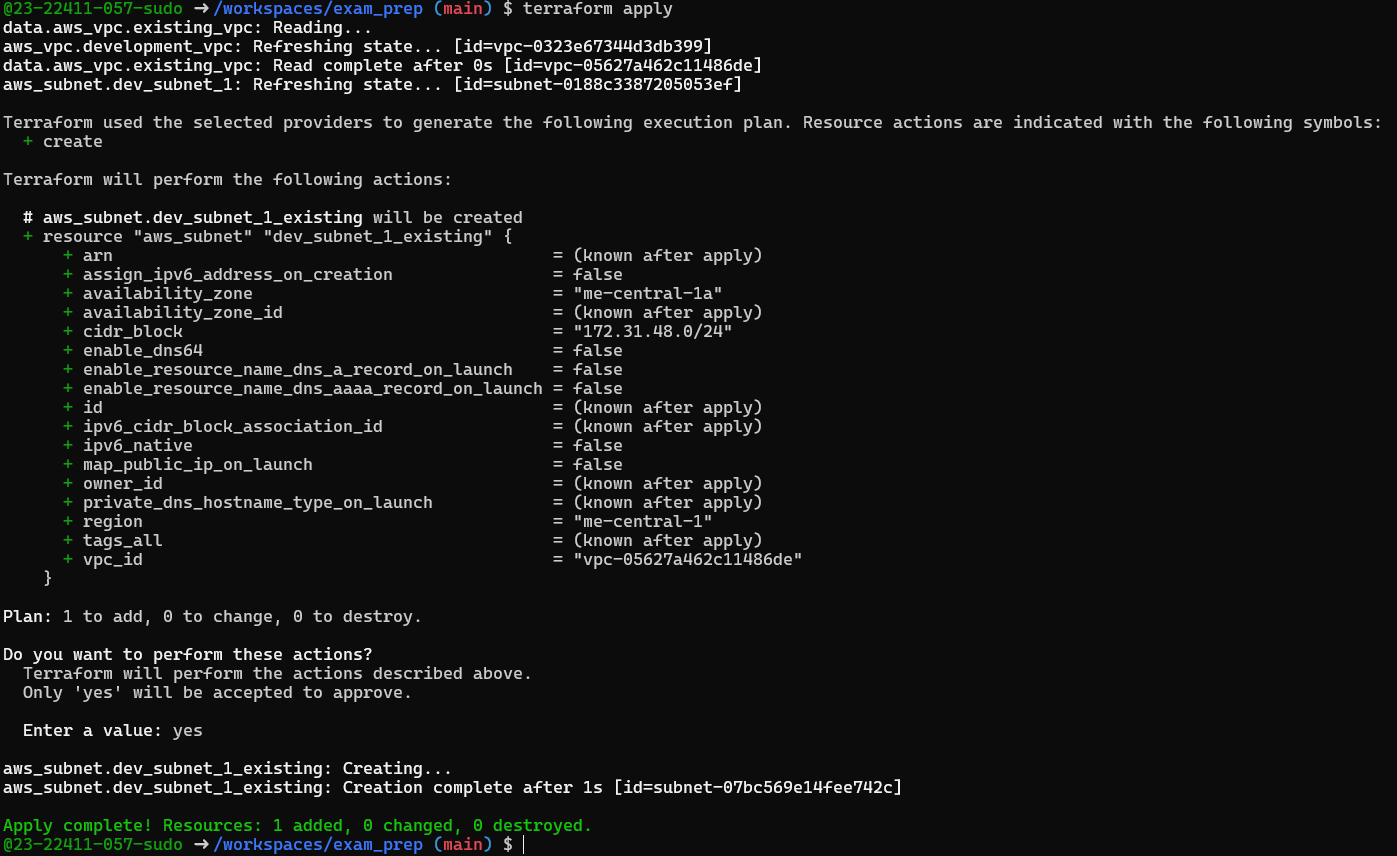 @23-22411-057-sudo → /workspaces/exam_prep (main) $ terraform apply
data.aws_vpc.existing_vpc: Reading...
aws_vpc.development_vpc: Refreshing state... [id=vpc-0323e67344d3db399]
data.aws_vpc.existing_vpc: Read complete after 0s [id=vpc-05627a462c11486de]
aws_subnet.dev_subnet_1: Refreshing state... [id=subnet-0188c3387205053ef]

Terraform used the selected providers to generate the following execution plan. Resource actions are indicated with the following symbols:
  + create

Terraform will perform the following actions:

  # aws_subnet.dev_subnet_1_existing will be created
  + resource "aws_subnet" "dev_subnet_1_existing" {
      + arn                                            = (known after apply)
      + assign_ipv6_address_on_creation                = false
      + availability_zone                              = "me-central-1a"
      + availability_zone_id                           = (known after apply)
      + cidr_block                                     = "172.31.48.0/24"
      + enable_dns64                                   = false
      + enable_resource_name_dns_a_record_on_launch    = false
      + enable_resource_name_dns_aaaa_record_on_launch = false
      + id                                             = (known after apply)
      + ipv6_cidr_block_association_id                 = (known after apply)
      + ipv6_native                                    = false
      + map_public_ip_on_launch                        = false
      + owner_id                                       = (known after apply)
      + private_dns_hostname_type_on_launch            = (known after apply)
      + region                                         = "me-central-1"
      + tags_all                                       = (known after apply)
      + vpc_id                                         = "vpc-05627a462c11486de"
    }

Plan: 1 to add, 0 to change, 0 to destroy.

Do you want to perform these actions?
  Terraform will perform the actions described above.
  Only 'yes' will be accepted to approve.

  Enter a value: yes

aws_subnet.dev_subnet_1_existing: Creating...
aws_subnet.dev_subnet_1_existing: Creation complete after 1s [id=subnet-07bc569e14fee742c]

Apply complete! Resources: 1 added, 0 changed, 0 destroyed.
@23-22411-057-sudo → /workspaces/exam_prep (main) $